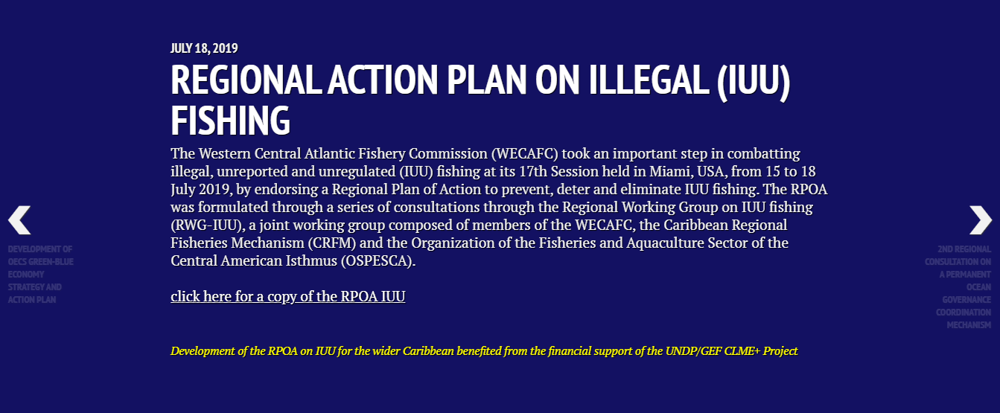 JULY 18, 2019
REGIONAL ACTION PLAN ON ILLEGAL (IUU)
FISHING
The Western Central Atlantic Fishery Commission (WECAFC) took an important step in combatting
illegal, unreported and unregulated (IUU) fishing at its 17th Session held in Miami, USA, from 15 to 18
July 2019, by endorsing a Regional Plan of Action to prevent, deter and eliminate IUU fishing. The RPOA
was formulated through a series of consultations through the Regional Working Group on IUU fishing
(RWG-IUU), a joint working group composed of members of the WECAFC, the Caribbean Regional
Fisheries Mechanism (CRFM) and the Organization of the Fisheries and Aquaculture Sector of the
Central American Isthmus (OSPESCA).
click here for a copy of the RPOA IUU
Development of the RPOA on IUU for the wider Caribbean benefited from the financial support of the UNDP/GEF CLME+ Project
DEVELOPMENT OF
OECS GREEN-BLUE
ECONOMY
STRATEGY AND
ACTION PLAN
2ND REGIONAL
CONSULTATION ON
A PERMANENT
OCEAN
GOVERNANCE
COORDINATION
MECHANISM